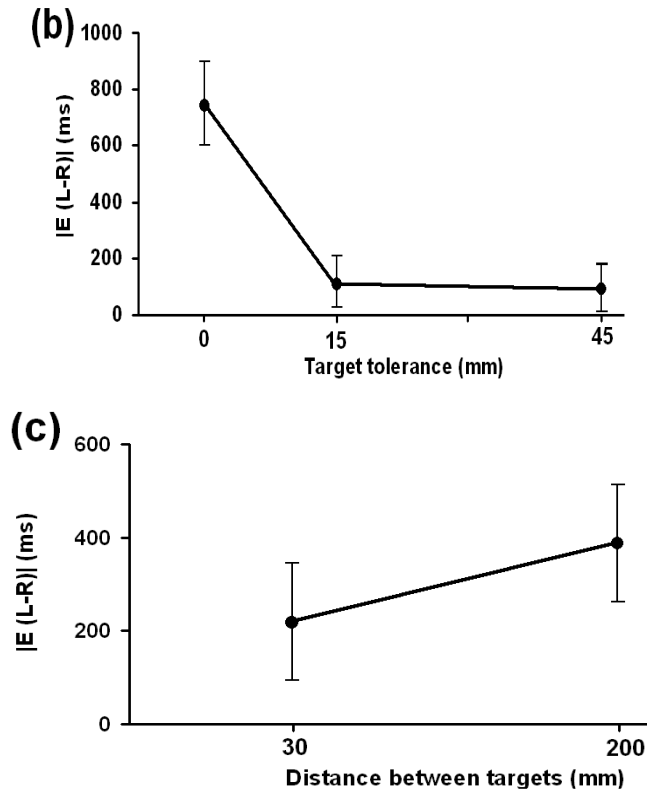 (b)
1000
800
600
400
200
0
|E (L-R)| (ms)
0 15 45
Target tolerance (mm)
(c)
600
400
200
0
|E (L-R)| (ms)
30 200
Distance between targets (mm)